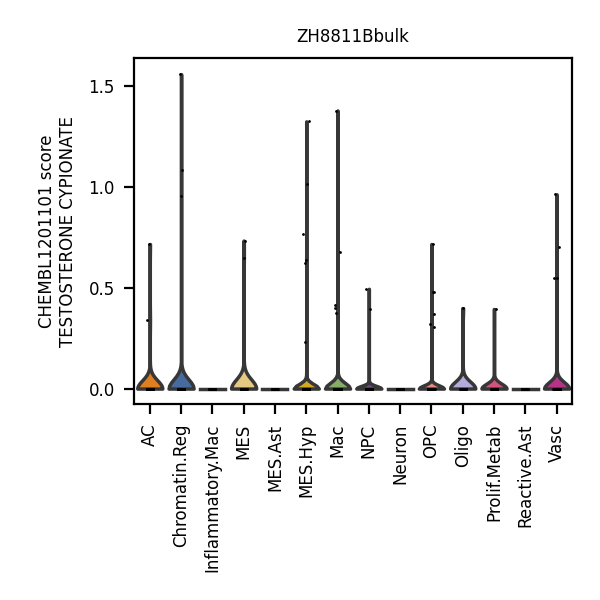 ZH8811Bbulk
CHEMBL1201101 score
TESTOSTERONE CYPIONATE
1.5
1.0
0.5
0.0
AC
Chromatin.Reg
Inflammatory.Mac
MES
MES.Ast
MES.Hyp
Mac
NPC
Neuron
OPC
Oligo
Prolif.Metab
Reactive.Ast
Vasc